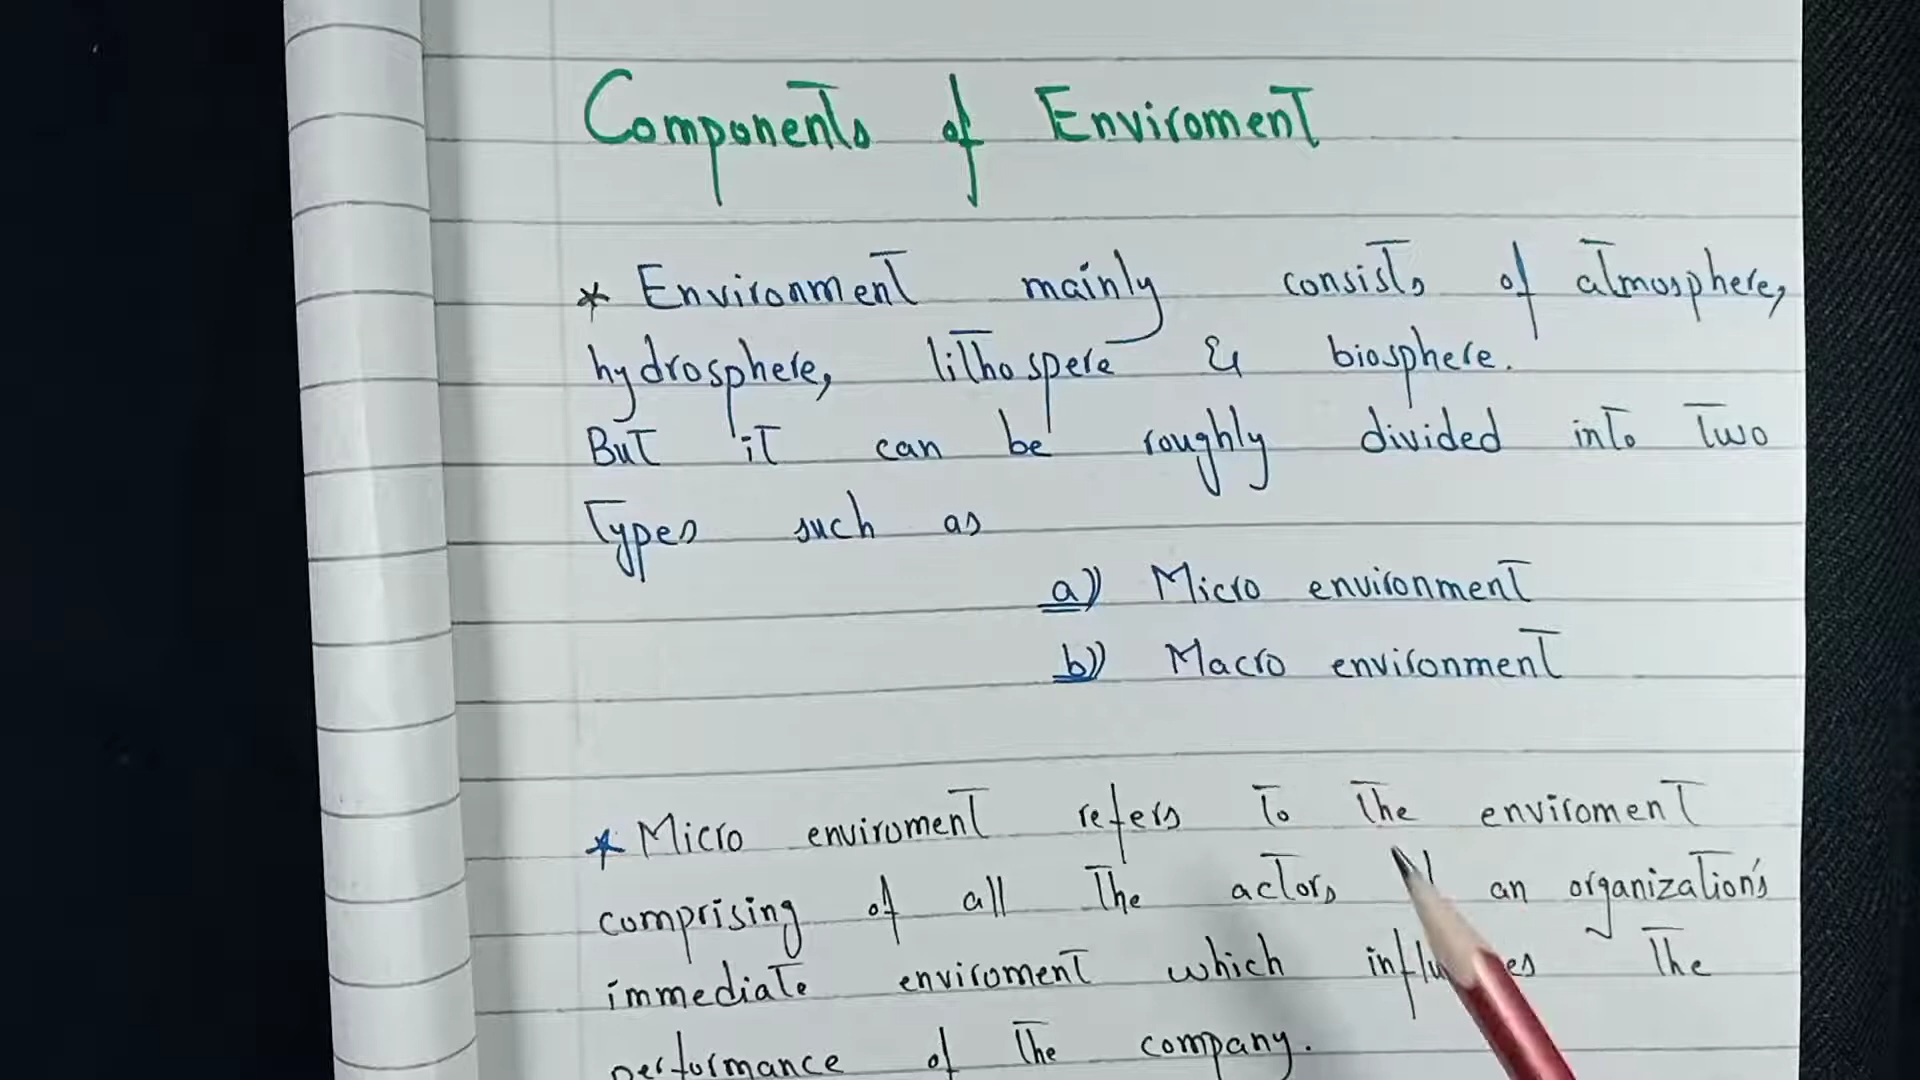 Components of Enviroment
* Environment mainly consists of atmosphere,
hydrosphere, lithospere & biosphere.
But it can be roughly divided into two
types such as
a)) Micro environment
b)) Macro environment
* Micro enviroment refers to the enviroment
comprising of all the actors an organization's
immediate enviroment which the
performance of the company.